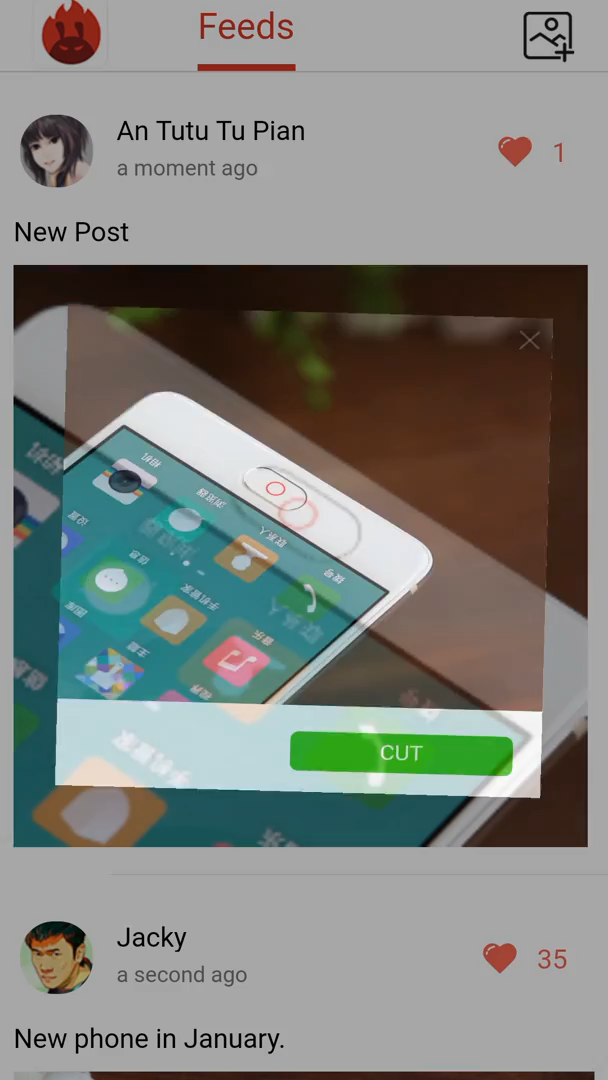 Feeds
An Tutu Tu Pian
a moment ago
1
New Post
CUT
Jacky
a second ago
35
New phone in January.